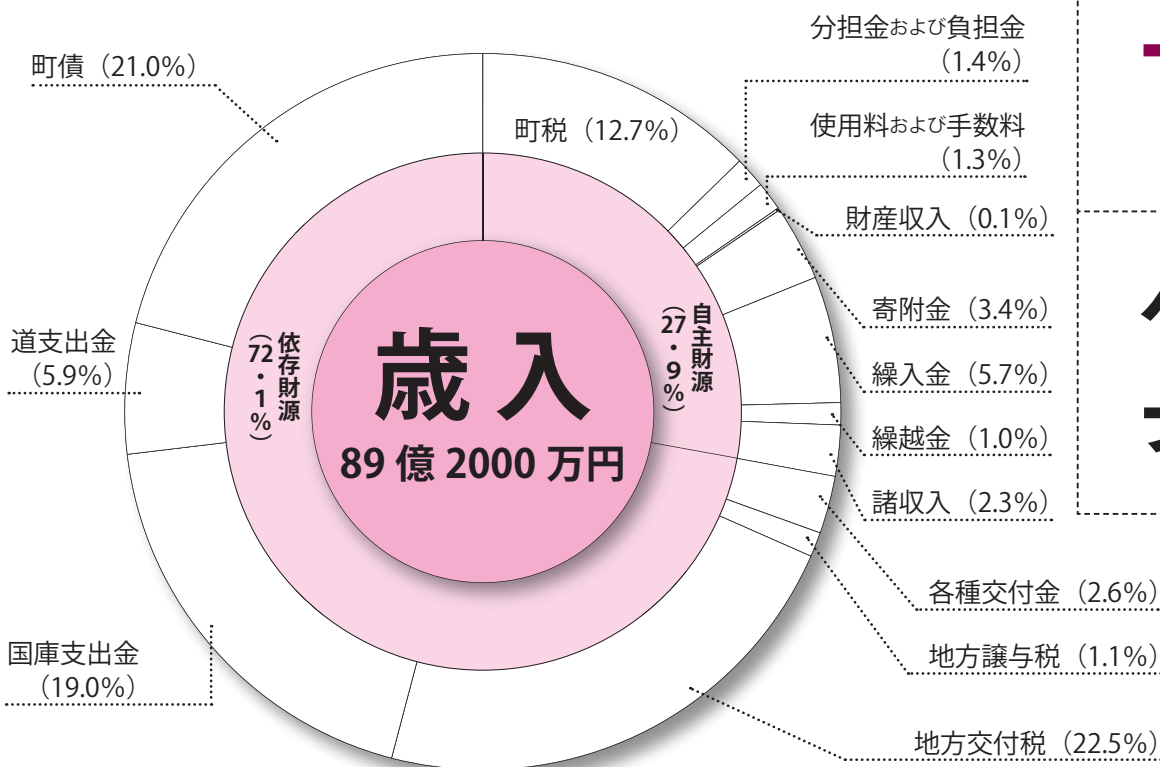 町債（21.0%）
町税（12.7%）
分担金および負担金
（1.4%）
使用料および手数料
（1.3%）
財産収入（0.1%）
寄附金（3.4%）
繰入金（5.7%）
繰越金（1.0%）
諸収入（2.3%）
各種交付金（2.6%）
地方譲与税（1.1%）
地方交付税（22.5%）
国庫支出金
（19.0%）
道支出金
（5.9%）
自主財源
（27・9%）
依存財源
（72・1%）
歳入
89億2000万円